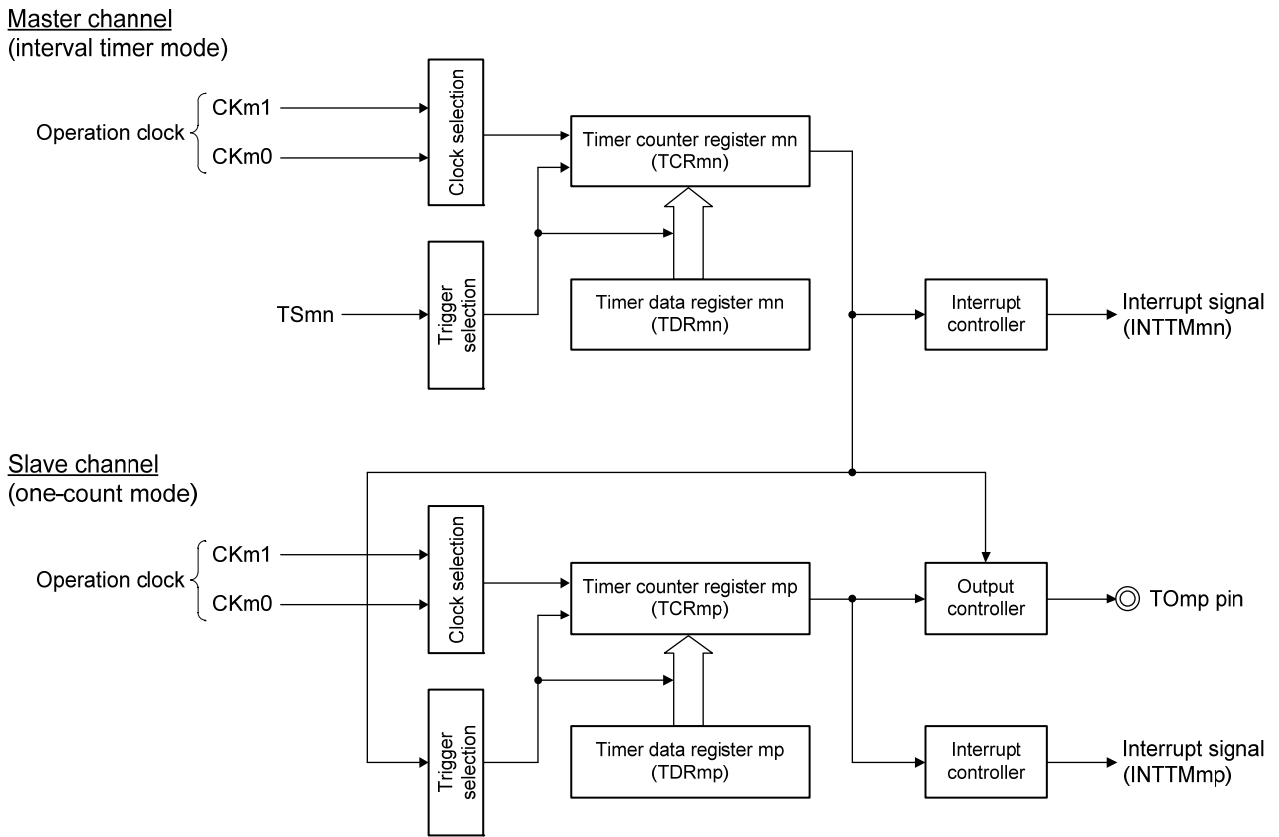 Master channel
(interval timer mode)
Operation clock
CKm1
CKm0
Clock selection
Timer counter register mn
(TCRmn)
TSmn
Trigger
selection
Timer data register mn
(TDRmn)
Interrupt
controller
Interrupt signal
(INTTMmn)
Slave channel
(one-count mode)
Operation clock
CKm1
CKm0
Clock selection
Timer counter register mp
(TCRmp)
Output
controller
TOmp pin
Trigger
selection
Timer data register mp
(TDRmp)
Interrupt
controller
Interrupt signal
(INTTMmp)